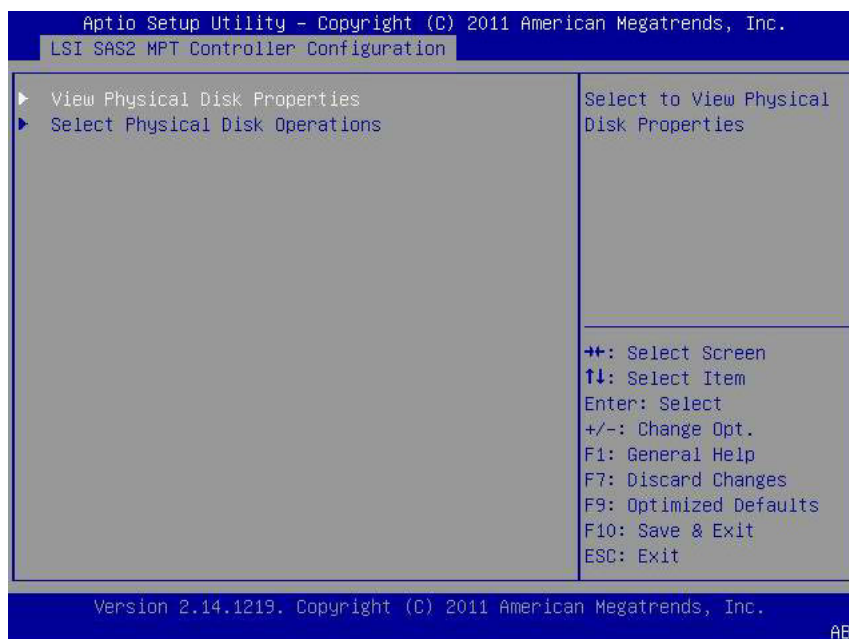 Aptio Setup Utility – Copyright (C) 2011 American Megatrends, Inc.
LSI SAS2 MPT Controller Configuration
▶ View Physical Disk Properties
▶ Select Physical Disk Operations
Select to View Physical
Disk Properties
→←: Select Screen
↑↓: Select Item
Enter: Select
+/-: Change Opt.
F1: General Help
F7: Discard Changes
F9: Optimized Defaults
F10: Save & Exit
ESC: Exit
Version 2.14.1219. Copyright (C) 2011 American Megatrends, Inc.